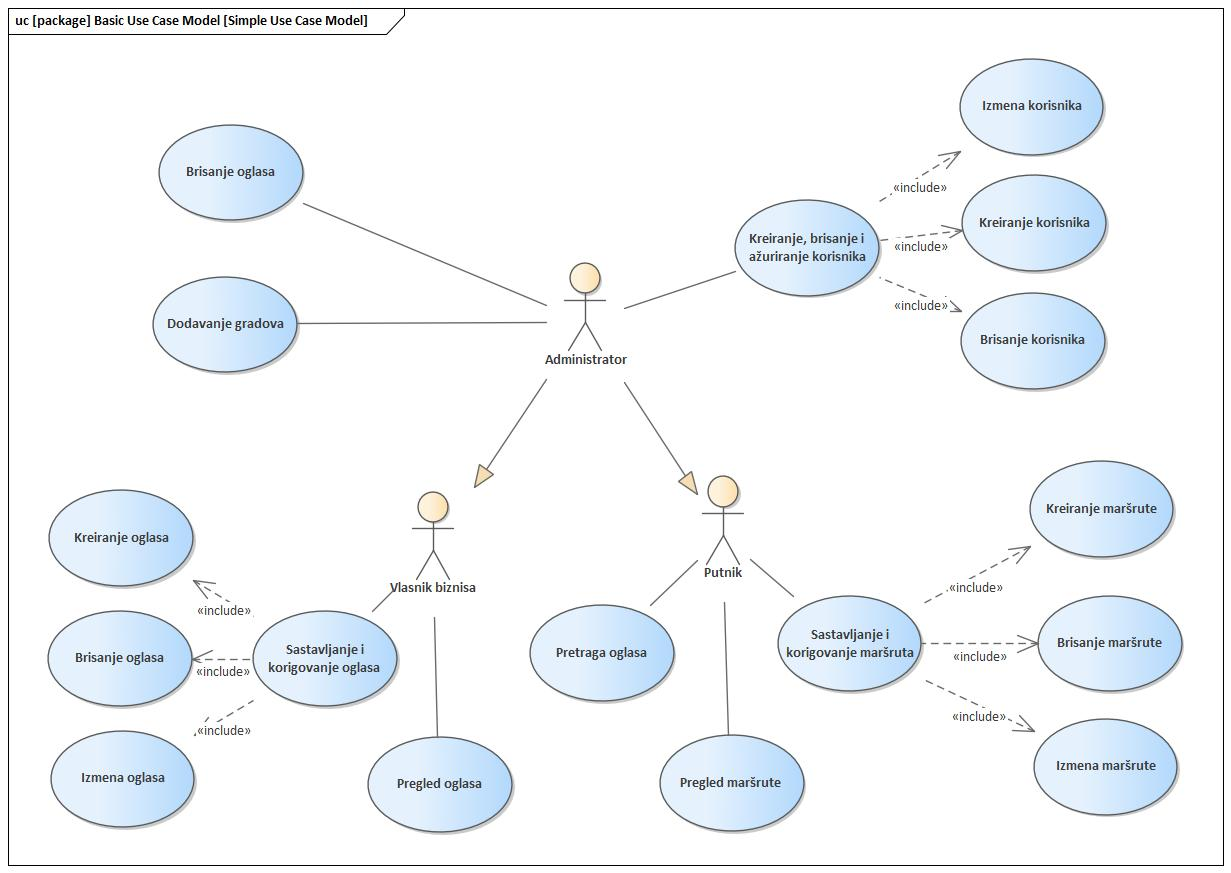 uc [package] Basic Use Case Model [Simple Use Case Model]
Izmena korisnika
Brisanje oglasa
«include»
Kreiranje korisnika
Kreiranje, brisanje i
ažuriranje korisnika
«include»
«include»
Dodavanje gradova
Brisanje korisnika
Administrator
Kreiranje oglasa
Kreiranje maršrute
Vlasnik biznisa
Putnik
«include»
«include»
Sastavljanje i
korigovanje oglasa
Brisanje oglasa
«include»
Pretraga oglasa
Sastavljanje i
korigovanje maršruta
Brisanje maršrute
«include»
«include»
«include»
Izmena oglasa
Pregled oglasa
Pregled maršrute
Izmena maršrute